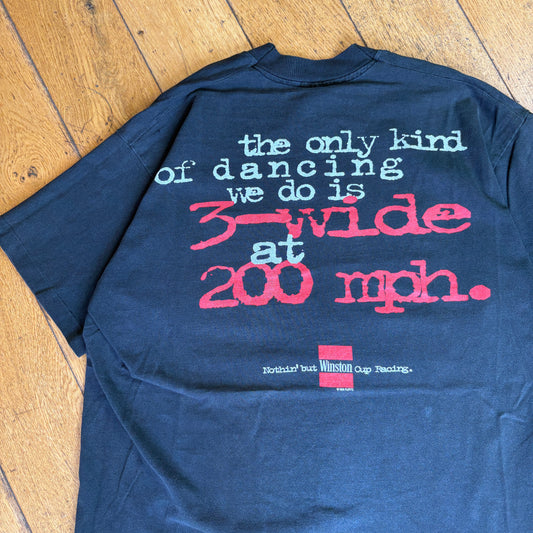 the only kind
of dancing
we do is
3-wide
at
200 mph.
Nothin' but Winston Cup Racing.